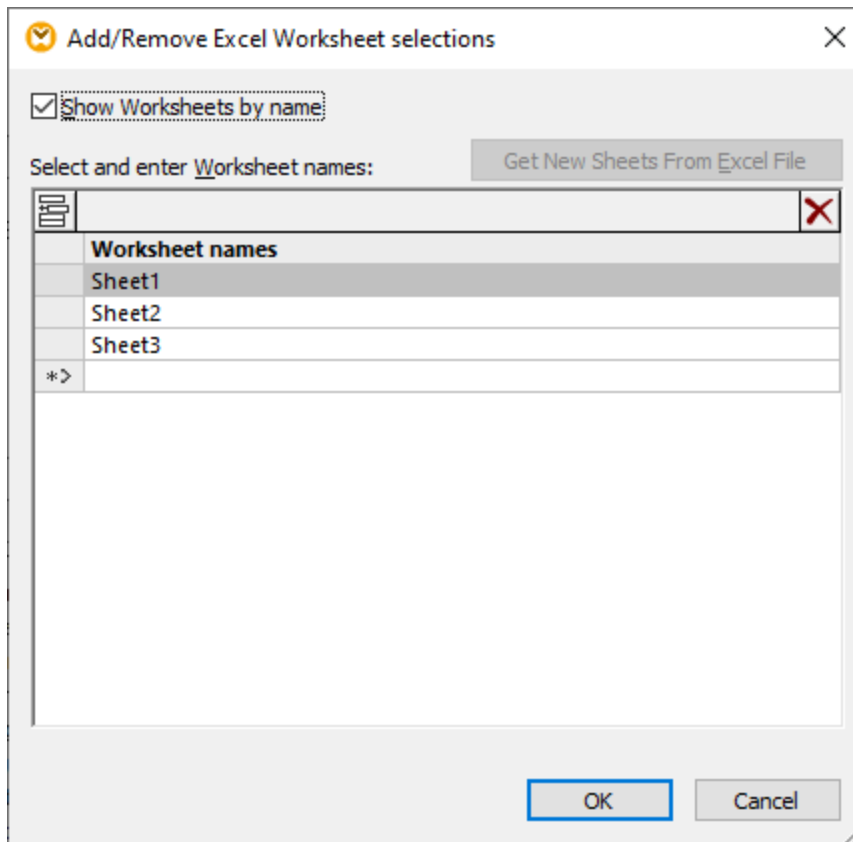 Add/Remove Excel Worksheet selections
Show Worksheets by name
Select and enter Worksheet names:
Get New Sheets From Excel File
Worksheet names
Sheet1
Sheet2
Sheet3
*>
OK
Cancel